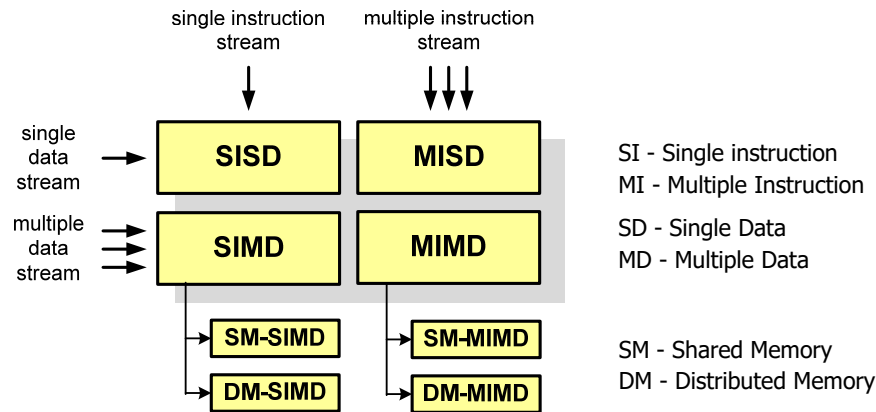 single instruction
stream
multiple instruction
stream
single
data
stream
SISD
MISD
SI - Single instruction
MI - Multiple Instruction
multiple
data
stream
SIMD
MIMD
SD - Single Data
MD - Multiple Data
SM-SIMD
SM-MIMD
SM - Shared Memory
DM-SIMD
DM-MIMD
DM - Distributed Memory